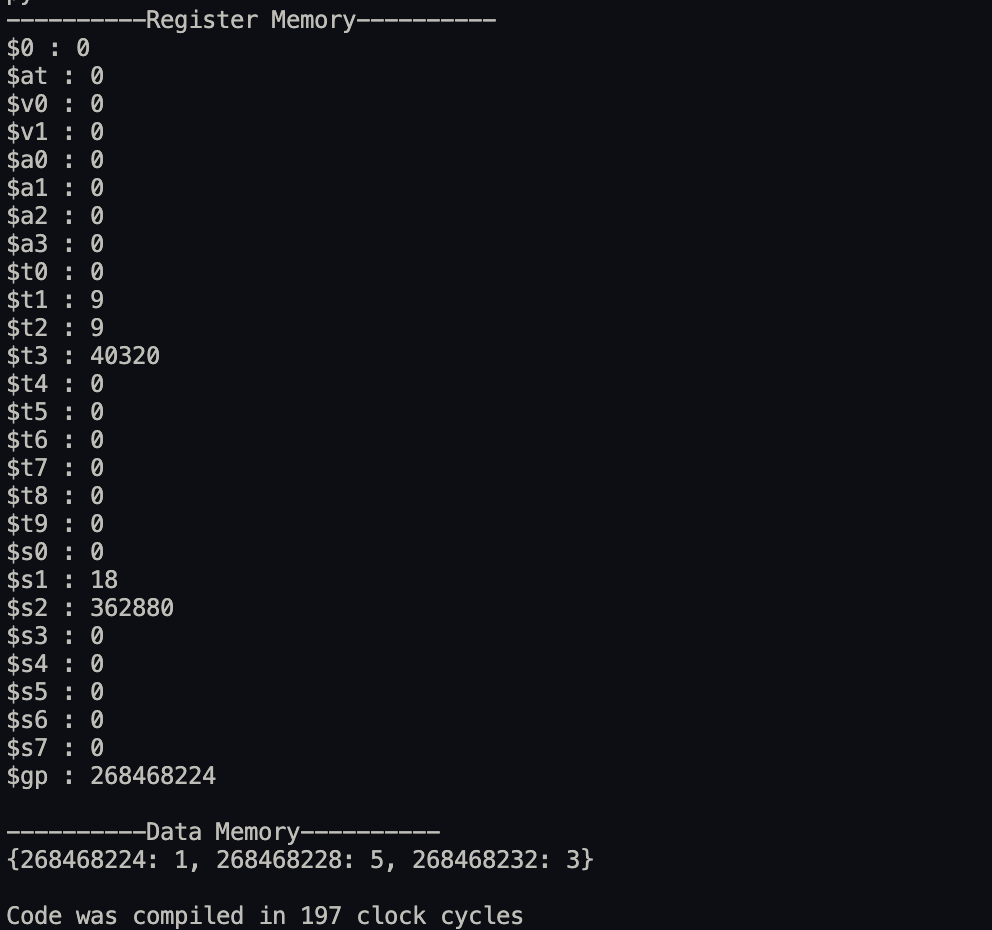 ----------Register Memory----------
$0 : 0
$at : 0
$v0 : 0
$v1 : 0
$a0 : 0
$a1 : 0
$a2 : 0
$a3 : 0
$t0 : 0
$t1 : 9
$t2 : 9
$t3 : 40320
$t4 : 0
$t5 : 0
$t6 : 0
$t7 : 0
$t8 : 0
$t9 : 0
$s0 : 0
$s1 : 18
$s2 : 362880
$s3 : 0
$s4 : 0
$s5 : 0
$s6 : 0
$s7 : 0
$gp : 268468224
----------Data Memory----------
{268468224: 1, 268468228: 5, 268468232: 3}
Code was compiled in 197 clock cycles